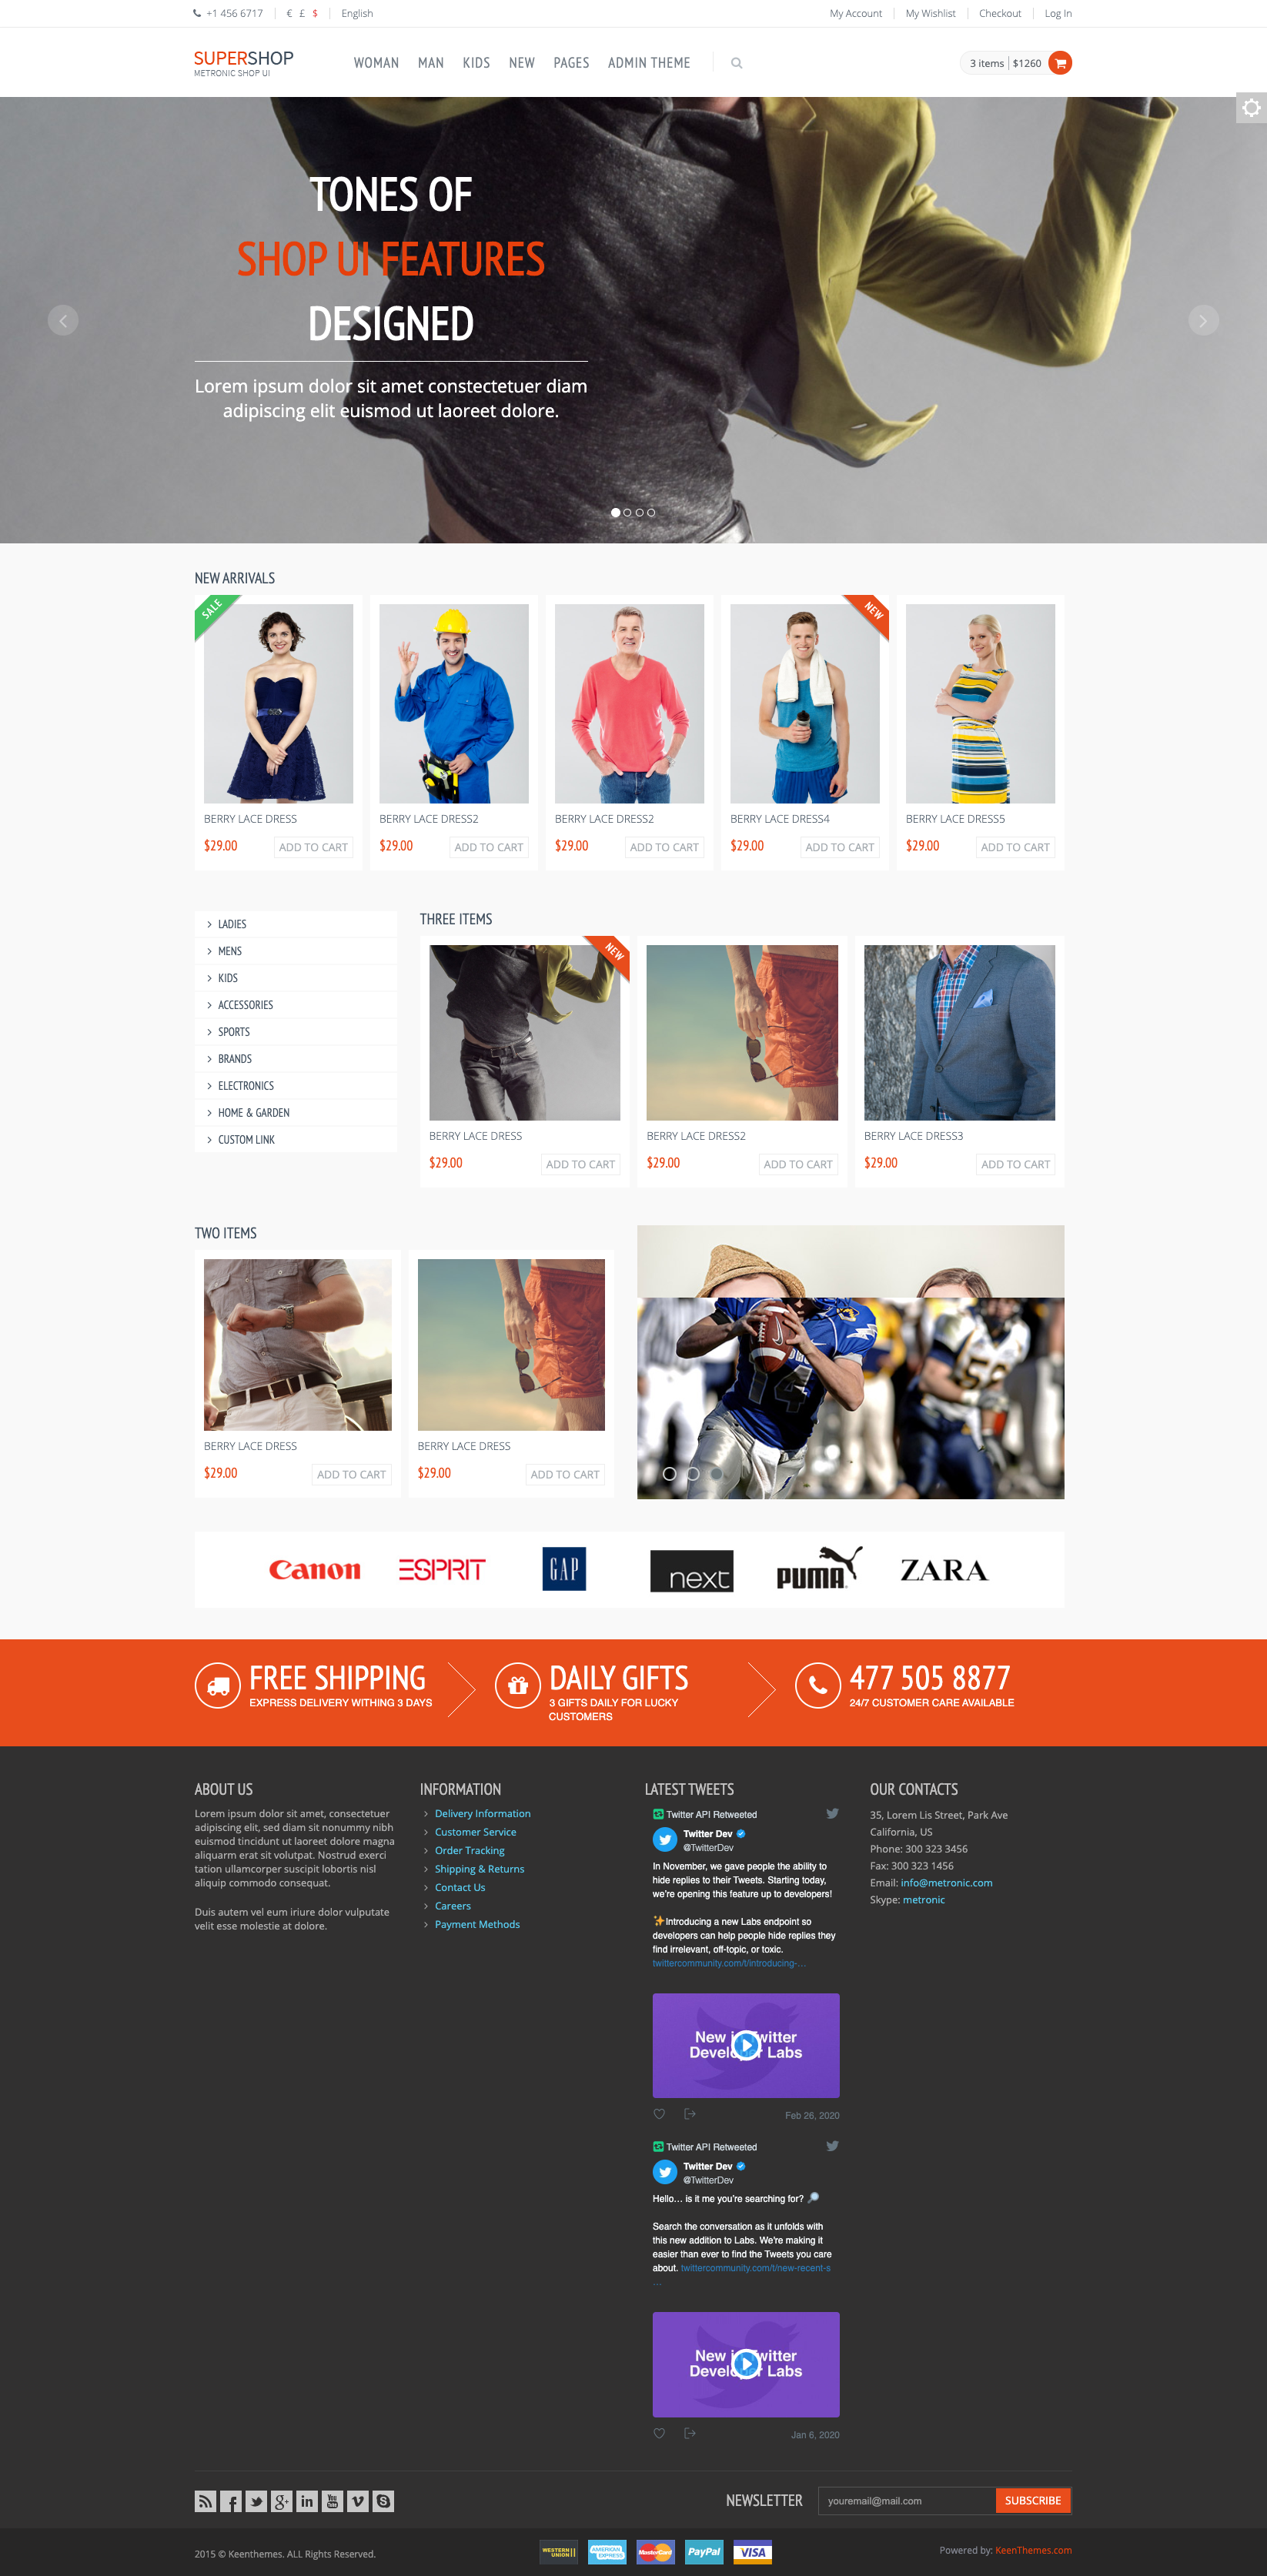 +1 456 6717
€ £ $
English
My Account
My Wishlist
Checkout
Log In
SUPERSHOP
METRONIC SHOP UI
WOMAN
MAN
KIDS
NEW
PAGES
ADMIN THEME
3 items
$1260
TONES OF
SHOP UI FEATURES
DESIGNED
Lorem ipsum dolor sit amet constectetuer diam
adipiscing elit euismod ut laoreet dolore.
NEW ARRIVALS
SALE
BERRY LACE DRESS
$29.00
ADD TO CART
BERRY LACE DRESS2
$29.00
ADD TO CART
BERRY LACE DRESS2
$29.00
ADD TO CART
NEW
BERRY LACE DRESS4
$29.00
ADD TO CART
BERRY LACE DRESS5
$29.00
ADD TO CART
LADIES
MENS
KIDS
ACCESSORIES
SPORTS
BRANDS
ELECTRONICS
HOME & GARDEN
CUSTOM LINK
THREE ITEMS
NEW
BERRY LACE DRESS
$29.00
ADD TO CART
BERRY LACE DRESS2
$29.00
ADD TO CART
BERRY LACE DRESS3
$29.00
ADD TO CART
TWO ITEMS
BERRY LACE DRESS
$29.00
ADD TO CART
BERRY LACE DRESS
$29.00
ADD TO CART
14
Canon
ESPRIT
GAP
next
PUMA
ZARA
FREE SHIPPING
EXPRESS DELIVERY WITHING 3 DAYS
DAILY GIFTS
3 GIFTS DAILY FOR LUCKY
CUSTOMERS
477 505 8877
24/7 CUSTOMER CARE AVAILABLE
ABOUT US
Lorem ipsum dolor sit amet, consectetuer
adipiscing elit, sed diam sit nonummy nibh
euismod tincidunt ut laoreet dolore magna
aliquarm erat sit volutpat. Nostrud exerci
tation ullamcorper suscipit lobortis nisl
aliquip commodo consequat.
Duis autem vel eum iriure dolor vulputate
velit esse molestie at dolore.
INFORMATION
Delivery Information
Customer Service
Order Tracking
Shipping & Returns
Contact Us
Careers
Payment Methods
LATEST TWEETS
Twitter API Retweeted
Twitter Dev
@TwitterDev
In November, we gave people the ability to
hide replies to their Tweets. Starting today,
we're opening this feature up to developers!
✨Introducing a new Labs endpoint so
developers can help people hide replies they
find irrelevant, off-topic, or toxic.
twittercommunity.com/t/introducing-…
New in Twitter
Developer Labs
Feb 26, 2020
Twitter API Retweeted
Twitter Dev
@TwitterDev
Hello… is it me you're searching for? 🔎
Search the conversation as it unfolds with
this new addition to Labs. We're making it
easier than ever to find the Tweets you care
about. twittercommunity.com/t/new-recent-s
…
New in Twitter
Developer Labs
Jan 6, 2020
OUR CONTACTS
35, Lorem Lis Street, Park Ave
California, US
Phone: 300 323 3456
Fax: 300 323 1456
Email: info@metronic.com
Skype: metronic
NEWSLETTER
youremail@mail.com
SUBSCRIBE
2015 © Keenthemes. ALL Rights Reserved.
WESTERN UNION
AMERICAN EXPRESS
MasterCard
PayPal
VISA
Powered by: KeenThemes.com